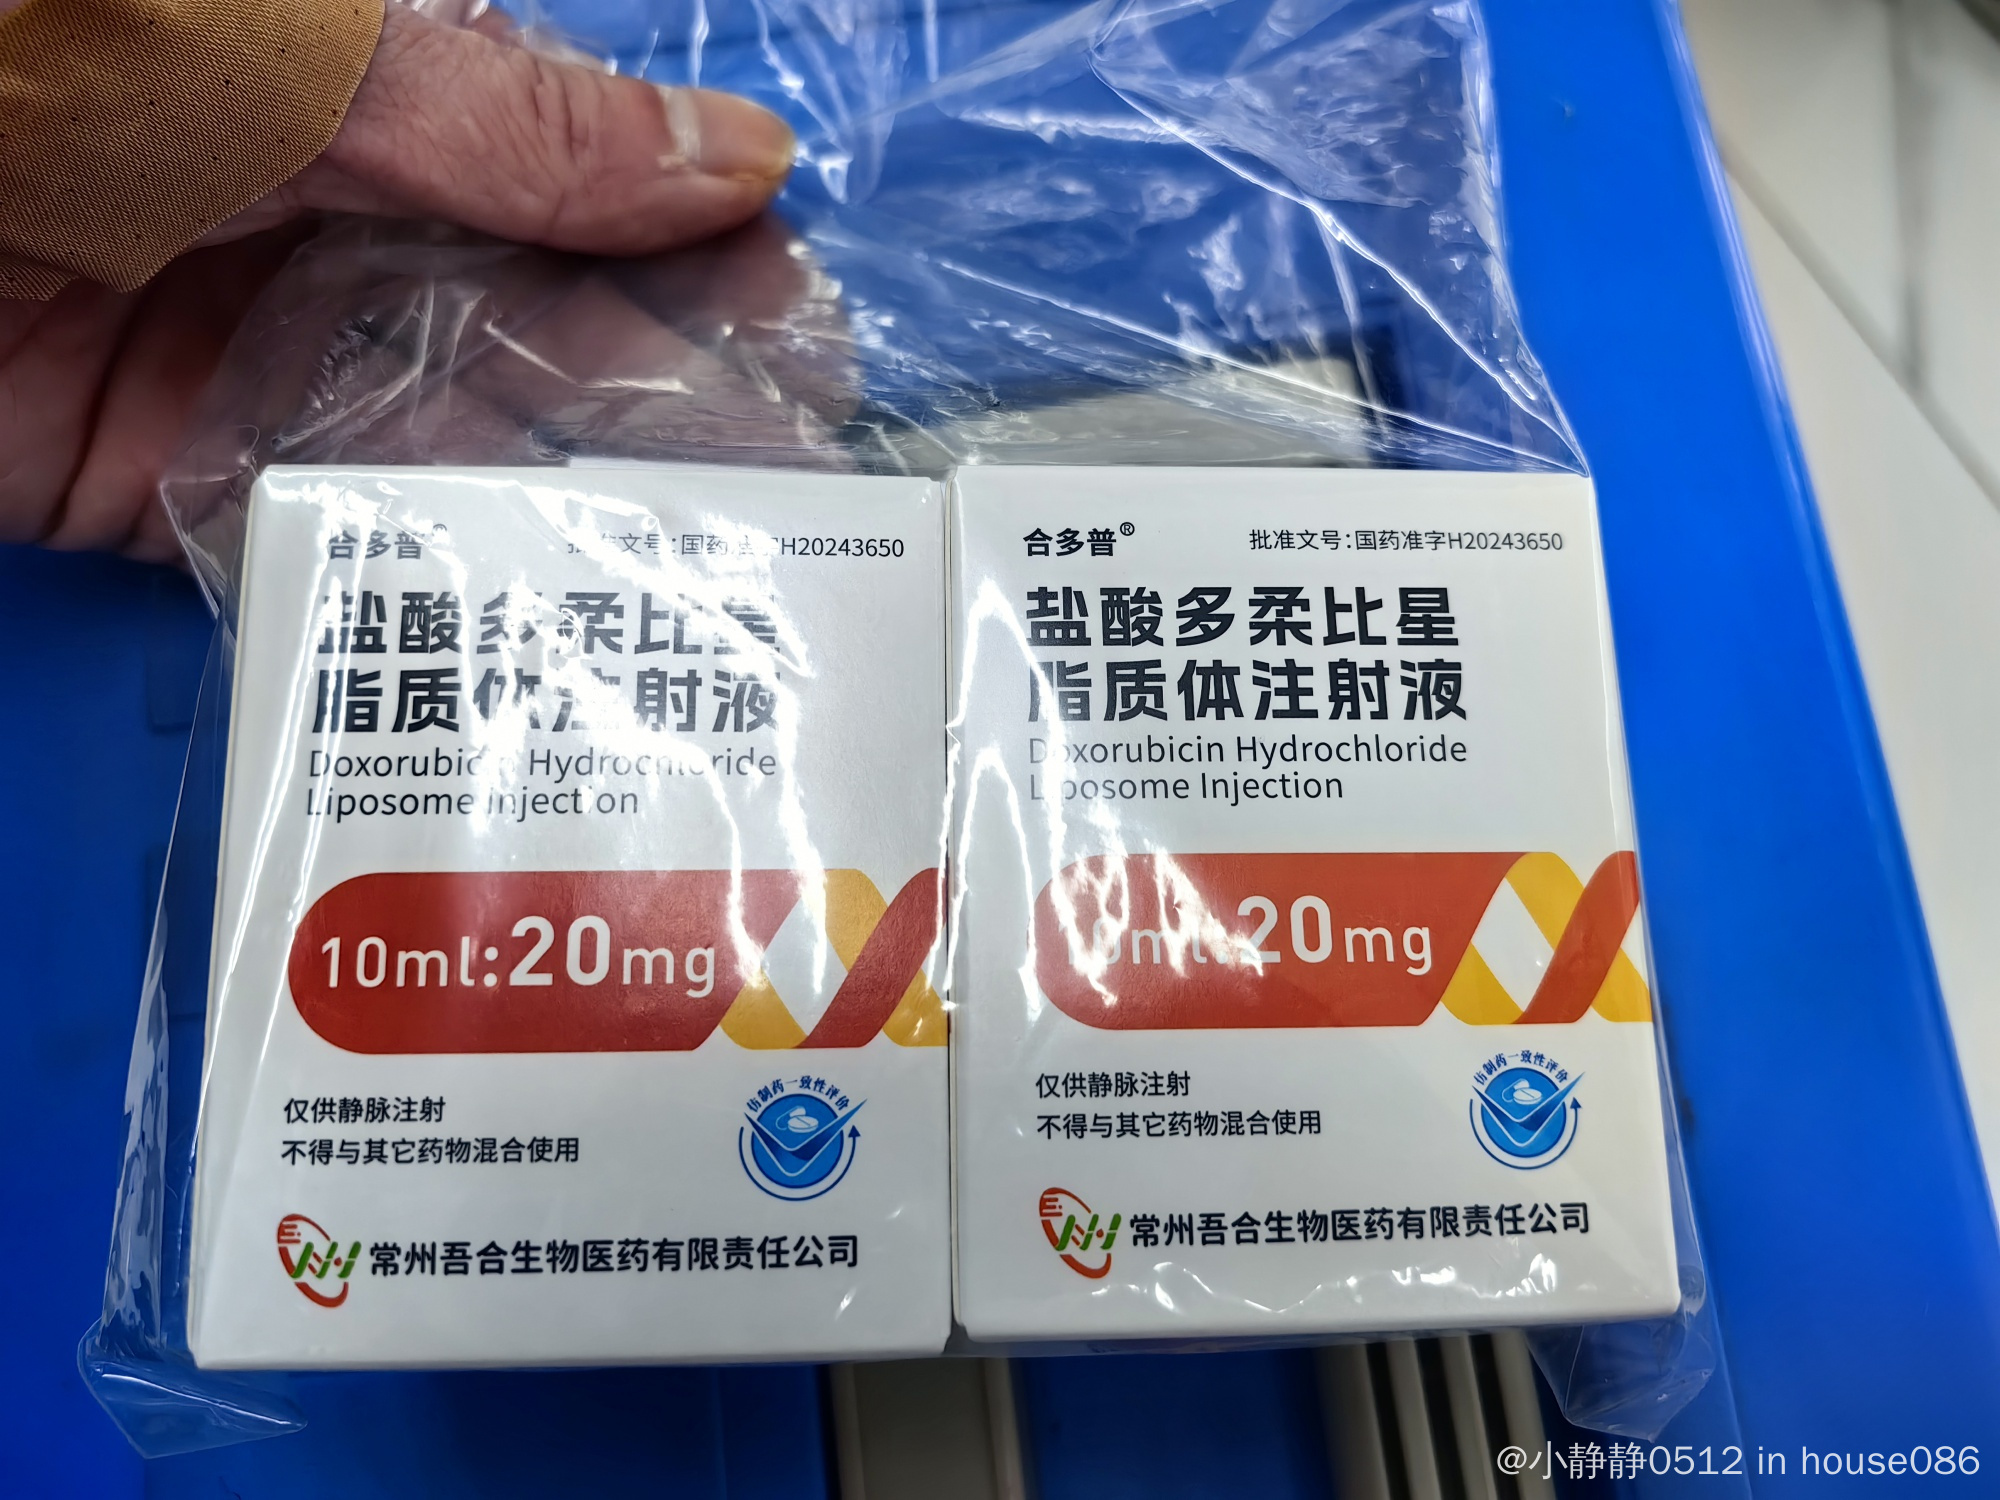 合多普®
批准文号:国药准字H20243650
盐酸多柔比星
脂质体注射液
Doxorubicin Hydrochloride
Liposome Injection
10ml:20mg
仅供静脉注射
不得与其它药物混合使用
仿制药一致性评价
常州吾合生物医药有限责任公司
合多普®
批准文号:国药准字H20243650
盐酸多柔比星
脂质体注射液
Doxorubicin Hydrochloride
Liposome Injection
10ml:20mg
仅供静脉注射
不得与其它药物混合使用
仿制药一致性评价
常州吾合生物医药有限责任公司
@小静静0512 in house086